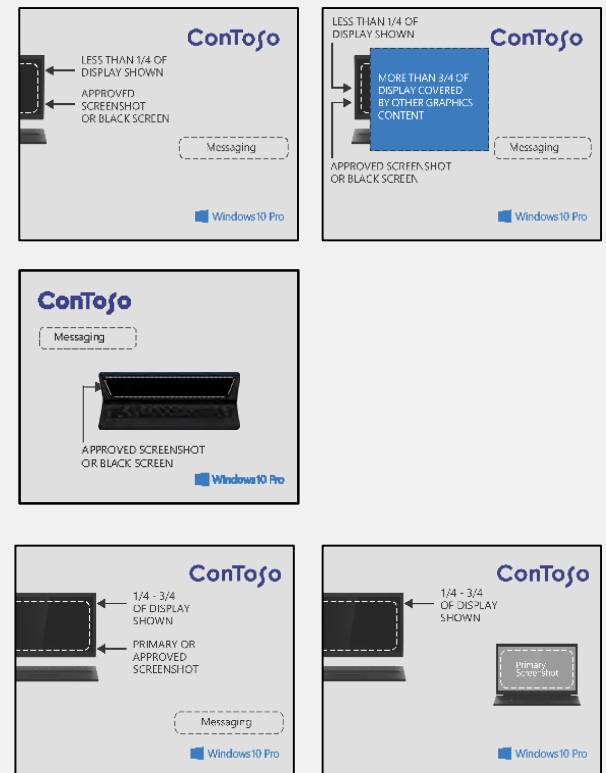 ConToſo
LESS THAN 1/4 OF
DISPLAY SHOWN
APPROVED
SCREENSHOT
OR BLACK SCREEN
Messaging
Windows10 Pro
LESS THAN 1/4 OF
DISPLAY SHOWN
ConToſo
MORE THAN 3/4 OF
DISPLAY COVERED
BY OTHER GRAPHICS
CONTENT
Messaging
APPROVED SCREENSHOT
OR BLACK SCREEN
Windows10 Pro
ConToſo
Messaging
APPROVED SCREENSHOT
OR BLACK SCREEN
Windows10 Pro
ConToſo
1/4 - 3/4
OF DISPLAY
SHOWN
PRIMARY OR
APPROVED
SCREENSHOT
Messaging
Windows10 Pro
ConToſo
1/4 - 3/4
OF DISPLAY
SHOWN
Primary
Screenshot
Windows10 Pro